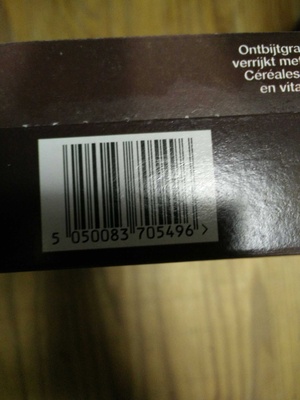 Ontbijtgra
verrijkt met
Céréales
en vita
5 050083 705496 >